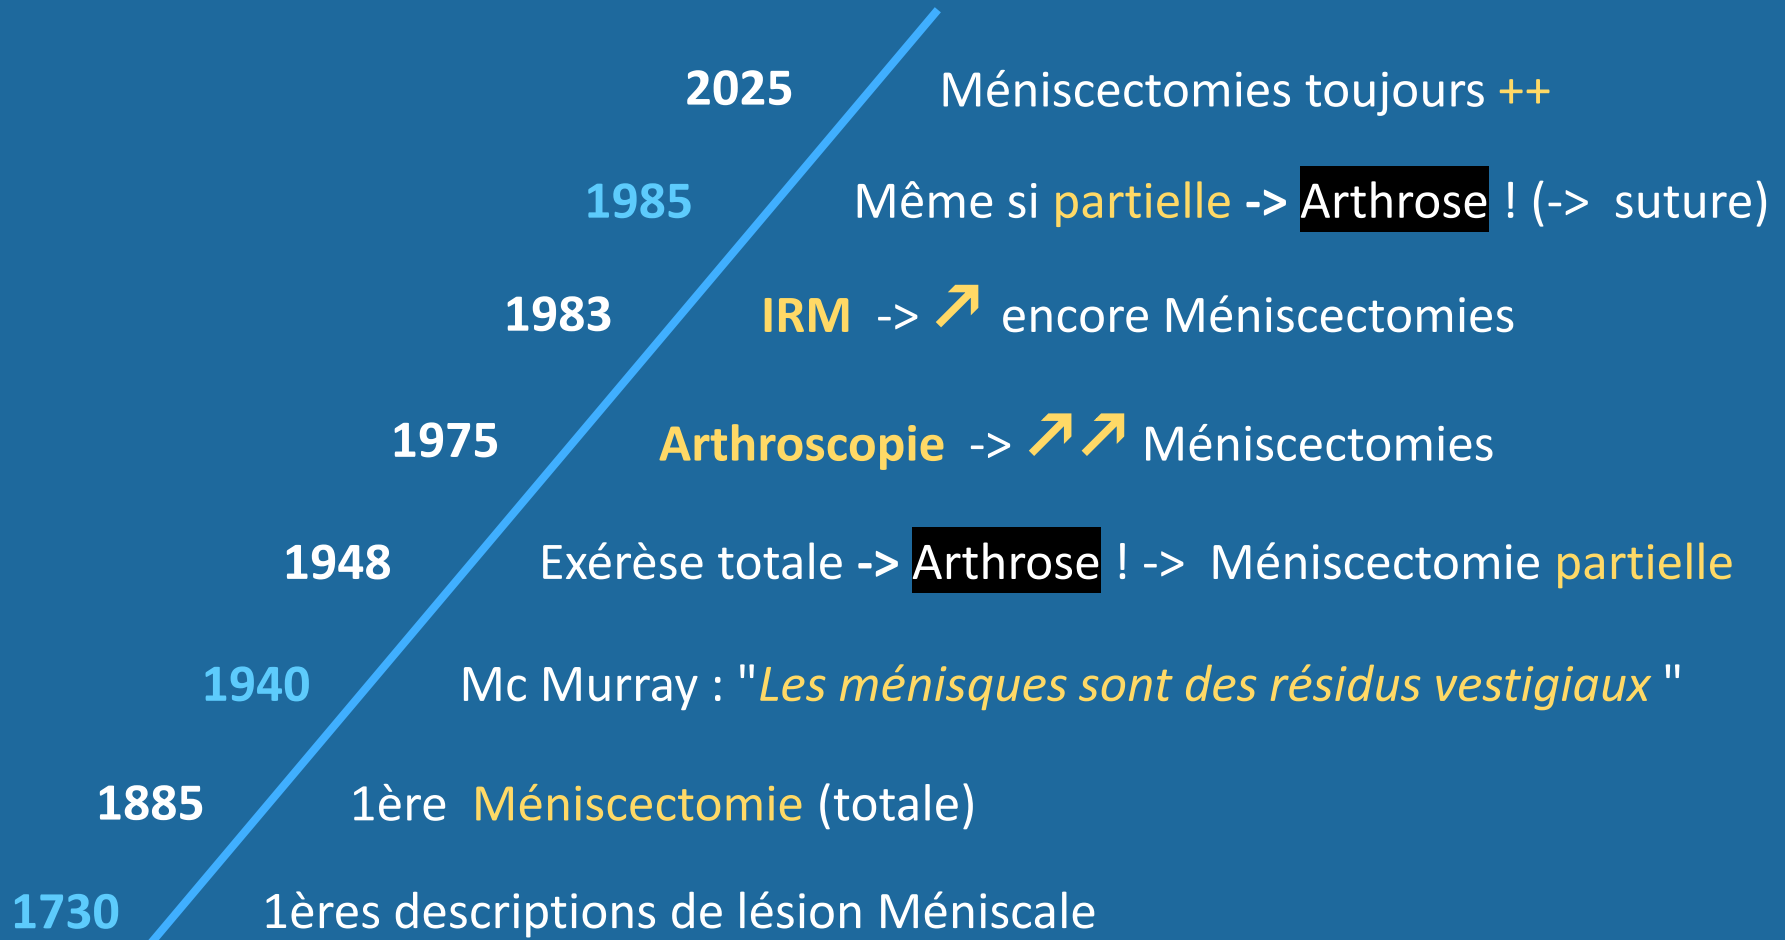 2025 Méniscectomies toujours ++
1985 Même si partielle -> Arthrose ! (-> suture)
1983 IRM -> ↗ encore Méniscectomies
1975 Arthroscopie -> ↗↗ Méniscectomies
1948 Exérèse totale -> Arthrose ! -> Méniscectomie partielle
1940 Mc Murray : "Les ménisques sont des résidus vestigiaux "
1885 1ère Méniscectomie (totale)
1730 1ères descriptions de lésion Méniscale